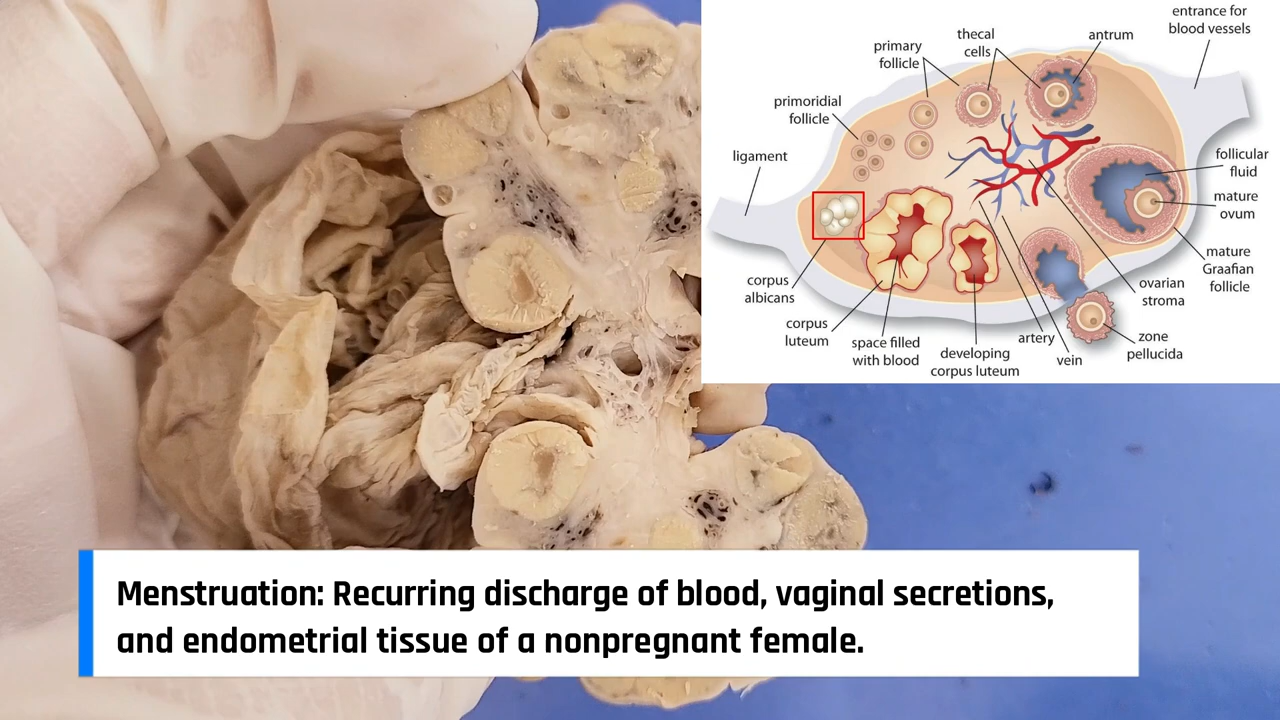 entrance for
blood vessels
thecal
cells
antrum
primary
follicle
primoridial
follicle
ligament
follicular
fluid
mature
ovum
mature
Graafian
follicle
corpus
albicans
ovarian
stroma
corpus
luteum
space filled
with blood
developing
corpus luteum
artery
vein
zone
pellucida
Menstruation: Recurring discharge of blood, vaginal secretions,
and endometrial tissue of a nonpregnant female.